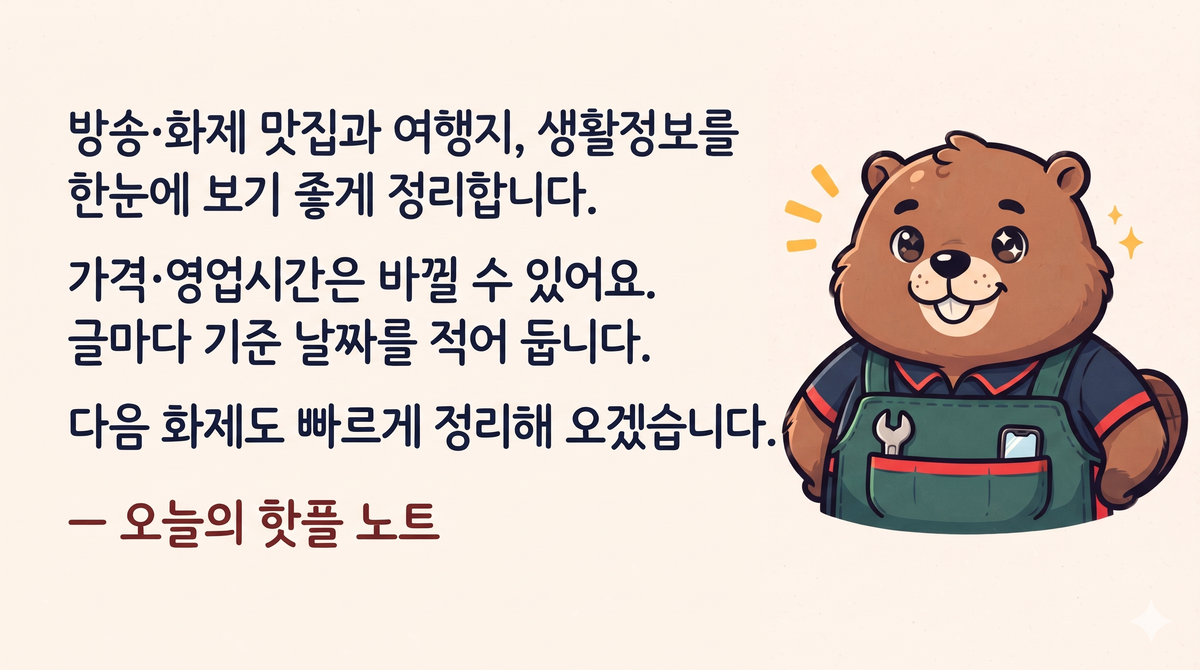 방송·화제 맛집과 여행지, 생활정보를
한눈에 보기 좋게 정리합니다.
가격·영업시간은 바뀔 수 있어요.
글마다 기준 날짜를 적어 둡니다.
다음 화제도 빠르게 정리해 오겠습니다.
— 오늘의 핫플 노트